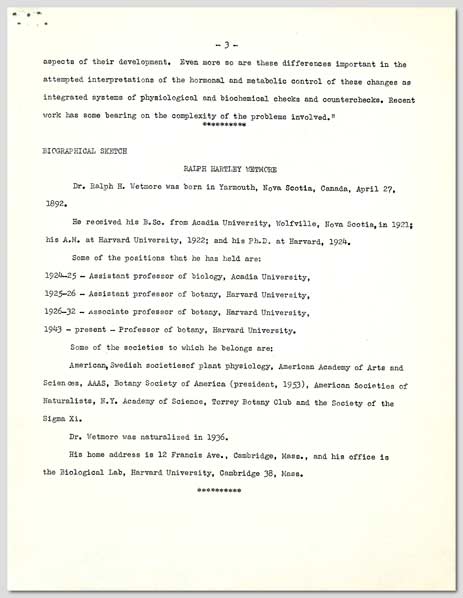 - 3 -
aspects of their development. Even more so are these differences important in the
attempted interpretations of the hormonal and metabolic control of these changes as
integrated systems of physiological and biochemical checks and counterchecks. Recent
work has some bearing on the complexity of the problems involved."
**********
BIOGRAPHICAL SKETCH
RALPH HARTLEY WETMORE
Dr. Ralph H. Wetmore was born in Yarmouth, Nova Scotia, Canada, April 27,
1892.
He received his B.Sc. from Acadia University, Wolfville, Nova Scotia, in 1921;
his A.M. at Harvard University, 1922; and his Ph.D. at Harvard, 1924.
Some of the positions that he has held are:
1924-25 - Assistant professor of biology, Acadia University,
1925-26 - Assistant professor of botany, Harvard University,
1926-32 - Associate professor of botany, Harvard University,
1943 - present - Professor of botany, Harvard University.
Some of the societies to which he belongs are:
American, Swedish societiesof plant physiology, American Academy of Arts and
Sciences, AAAS, Botany Society of America (president, 1953), American Societies of
Naturalists, N.Y. Academy of Science, Torrey Botany Club and the Society of the
Sigma Xi.
Dr. Wetmore was naturalized in 1936.
His home address is 12 Francis Ave., Cambridge, Mass., and his office is
the Biological Lab, Harvard University, Cambridge 38, Mass.
**********